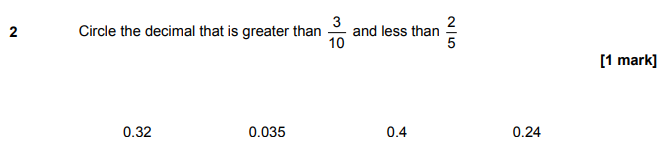 2 Circle the decimal that is greater than 3/10 and less than 2/5
[1 mark]
0.32 0.035 0.4 0.24